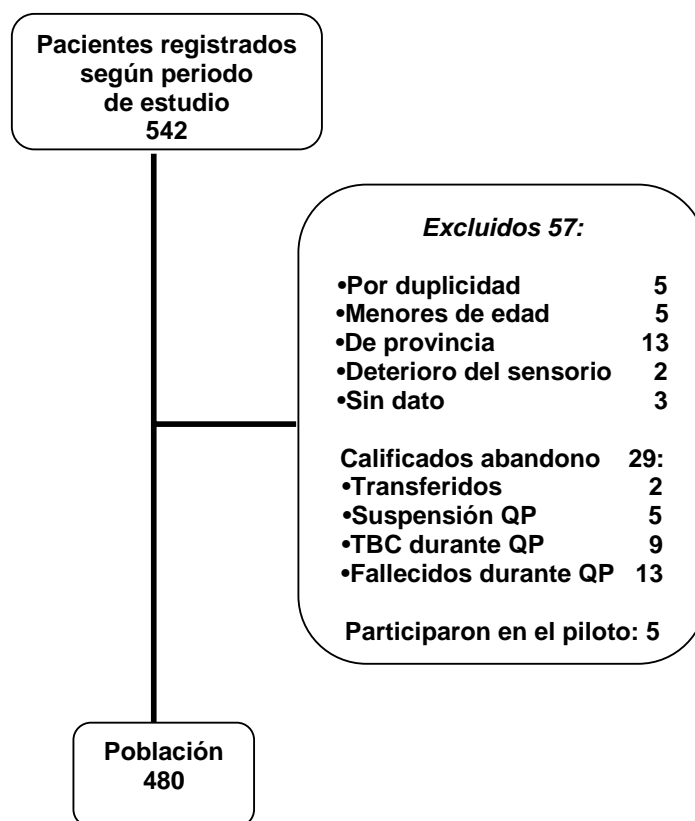 Pacientes registrados
según periodo
de estudio
542
Excluidos 57:
•Por duplicidad 5
•Menores de edad 5
•De provincia 13
•Deterioro del sensorio 2
•Sin dato 3
Calificados abandono 29:
•Transferidos 2
•Suspensión QP 5
•TBC durante QP 9
•Fallecidos durante QP 13
Participaron en el piloto: 5
Población
480